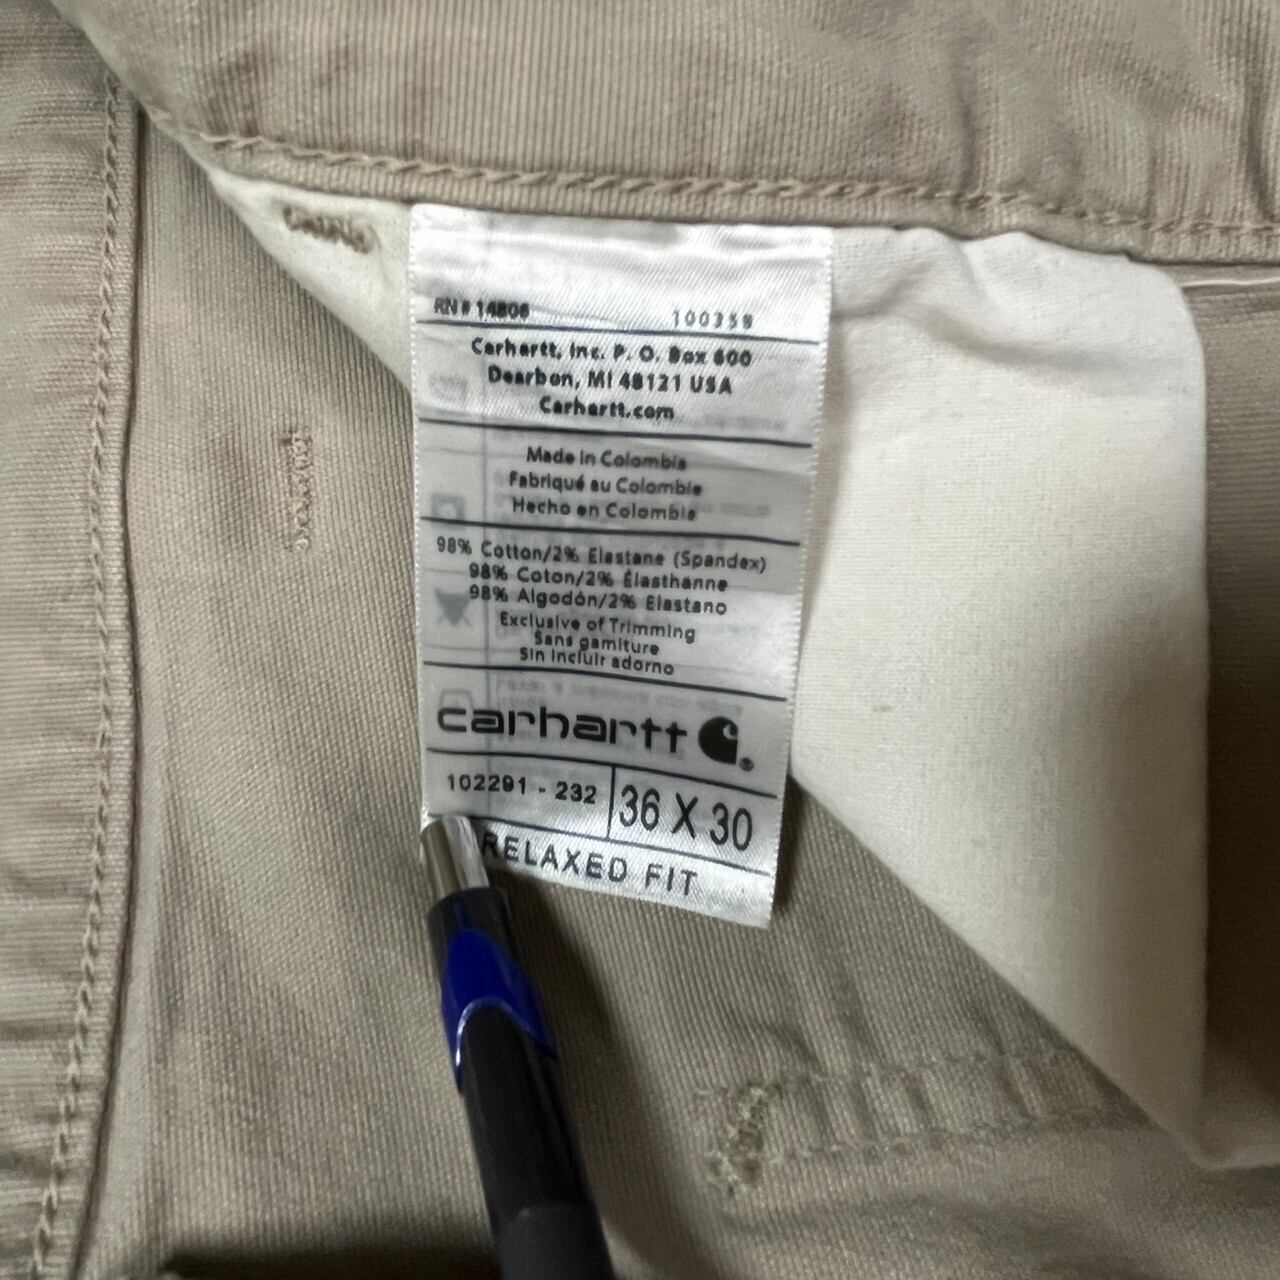 RN# 14806 100358
Carhartt, Inc. P. O. Box 600
Dearbon, MI 48121 USA
Carhartt.com
Made in Colombia
Fabriqué au Colombie
Hecho en Colombie
98% Cotton/2% Elastane (Spandex)
98% Coton/2% Élasthanne
98% Algodón/2% Elastano
Exclusive of Trimming
Sans garniture
Sin incluir adorno
carhartt ®
102291 - 232 36 X 30
RELAXED FIT